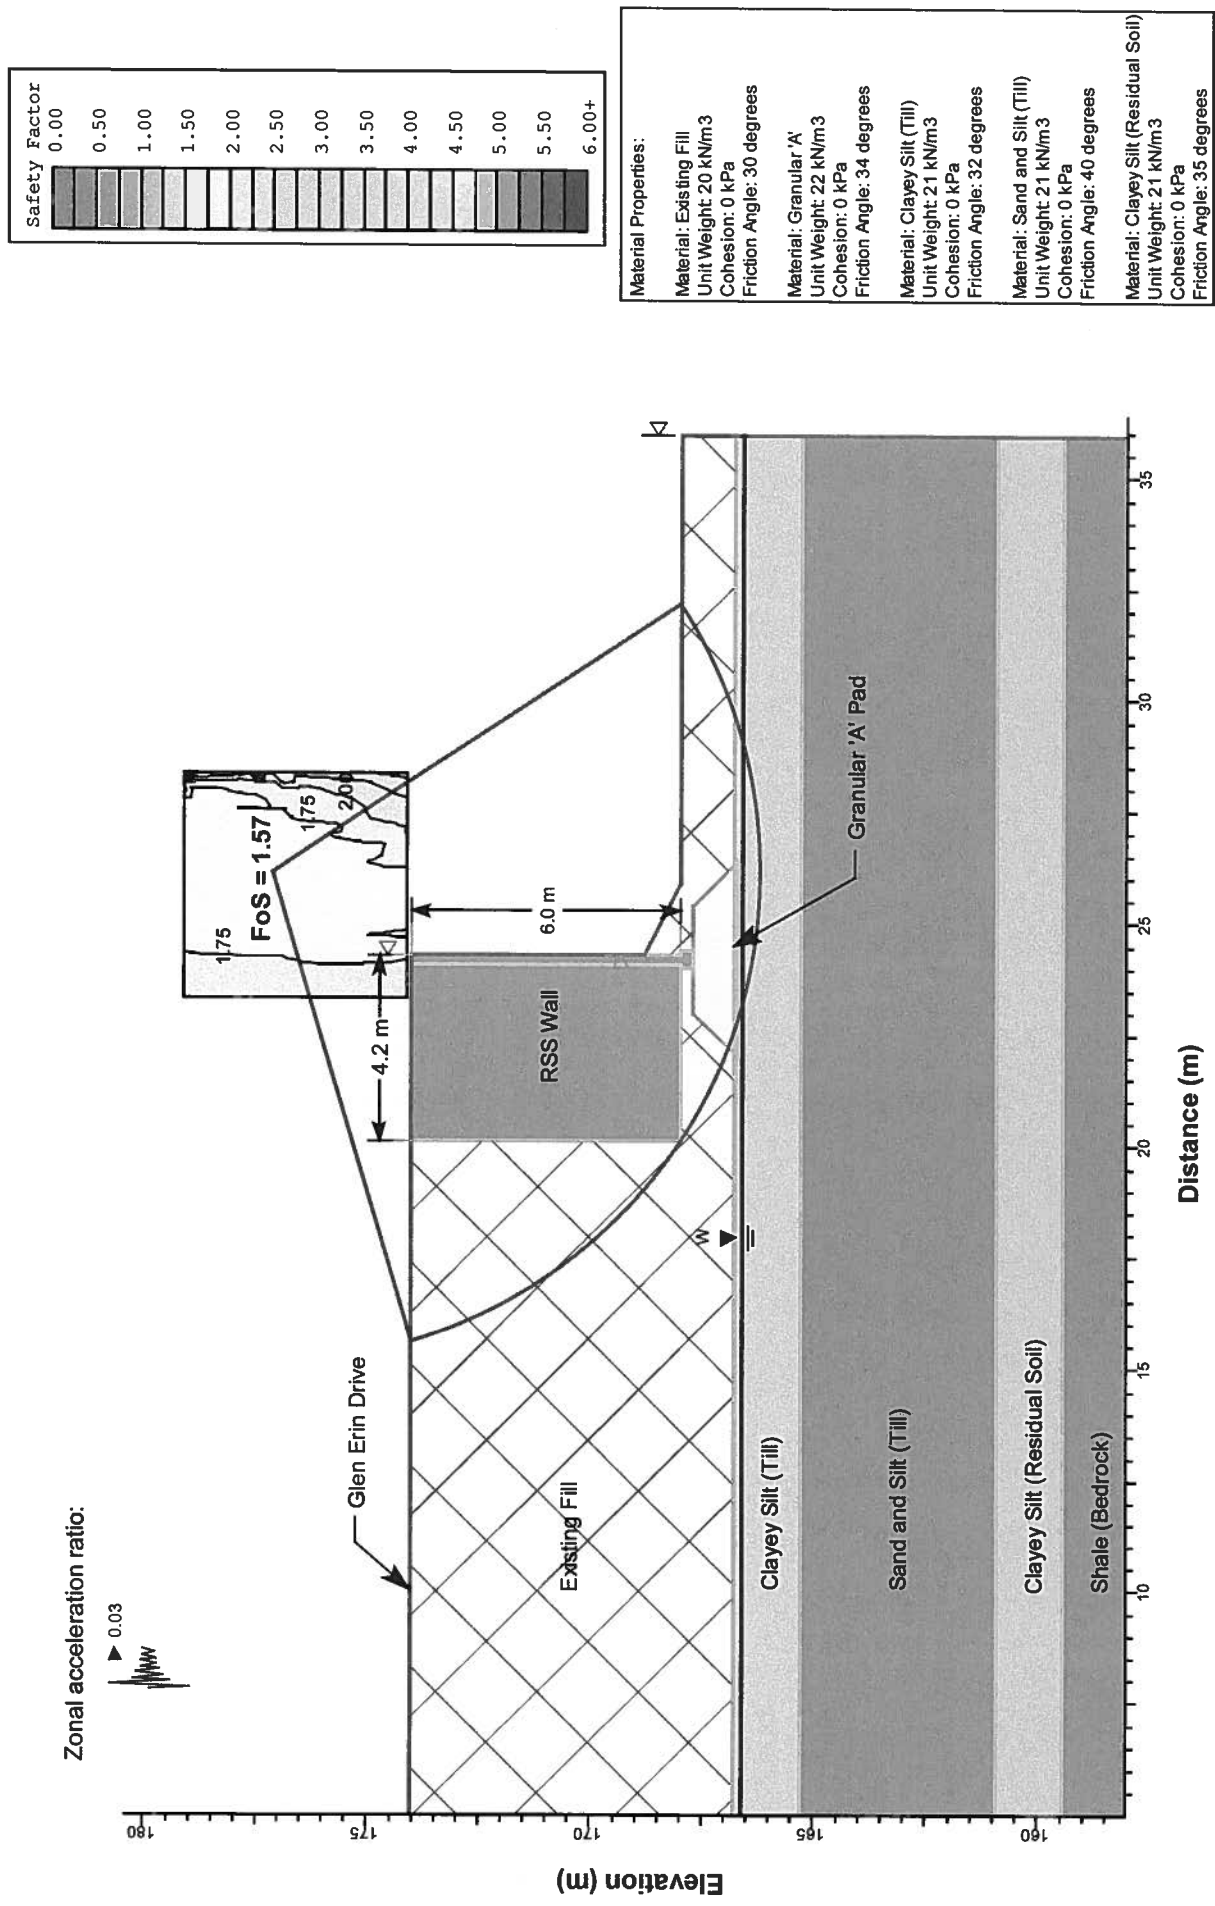 Zonal acceleration ratio:
0.03
Safety Factor
0.00
0.50
1.00
1.50
2.00
2.50
3.00
3.50
4.00
4.50
5.00
5.50
6.00+
Glen Erin Drive
4.2 m
1.75
FoS = 1.57
1.75
2.00
6.0 m
RSS Wall
Existing Fill
W
Granular 'A' Pad
Clayey Silt (Till)
Sand and Silt (Till)
Clayey Silt (Residual Soil)
Shale (Bedrock)
Elevation (m)
180
175
170
165
160
10
15
20
25
30
35
Distance (m)
Material Properties:
Material: Existing Fill
Unit Weight: 20 kN/m3
Cohesion: 0 kPa
Friction Angle: 30 degrees
Material: Granular 'A'
Unit Weight: 22 kN/m3
Cohesion: 0 kPa
Friction Angle: 34 degrees
Material: Clayey Silt (Till)
Unit Weight: 21 kN/m3
Cohesion: 0 kPa
Friction Angle: 32 degrees
Material: Sand and Silt (Till)
Unit Weight: 21 kN/m3
Cohesion: 0 kPa
Friction Angle: 40 degrees
Material: Clayey Silt (Residual Soil)
Unit Weight: 21 kN/m3
Cohesion: 0 kPa
Friction Angle: 35 degrees